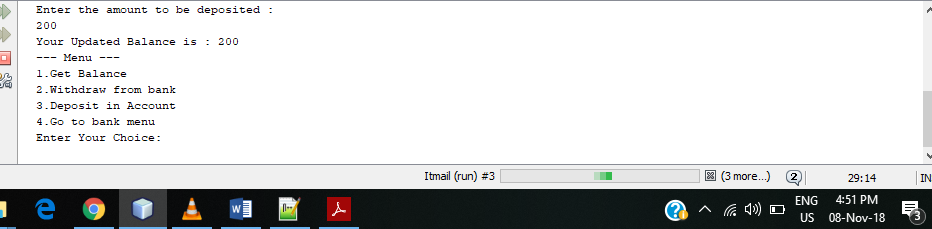 Enter the amount to be deposited :
200
Your Updated Balance is : 200
--- Menu ---
1.Get Balance
2.Withdraw from bank
3.Deposit in Account
4.Go to bank menu
Enter Your Choice:
Itmail (run) #3 (3 more...) 2 29:14 IN
ENG 4:51 PM
US 08-Nov-18 3